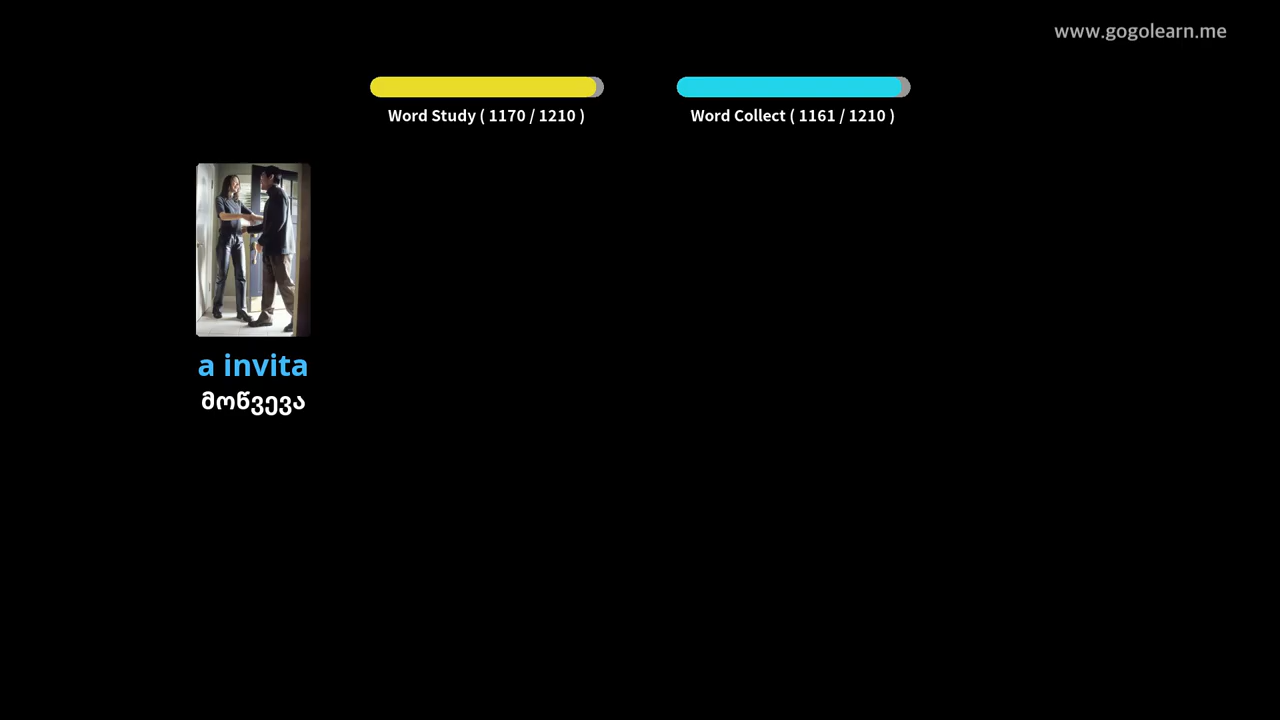 www.gogolearn.me
Word Study ( 1170 / 1210 )
Word Collect ( 1161 / 1210 )
a invita
მოწვევა